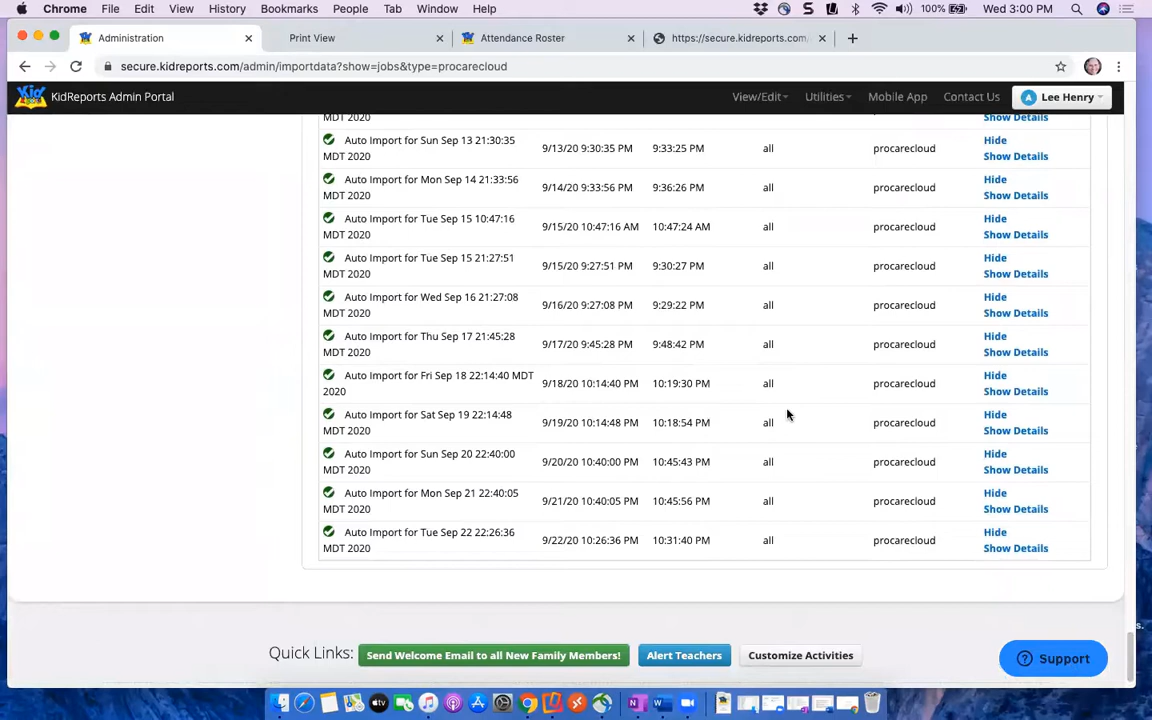 Chrome File Edit View History Bookmarks People Tab Window Help 100% Wed 3:00 PM
Administration Print View Attendance Roster https://secure.kidreports.com
secure.kidreports.com/admin/importdata?show=jobs&type=procarecloud
KidReports Admin Portal View/Edit Utilities Mobile App Contact Us A Lee Henry
MDT 2020 Show Details
Auto Import for Sun Sep 13 21:30:35 MDT 2020 9/13/20 9:30:35 PM 9:33:25 PM all procarecloud Hide
Show Details
Auto Import for Mon Sep 14 21:33:56 MDT 2020 9/14/20 9:33:56 PM 9:36:26 PM all procarecloud Hide
Show Details
Auto Import for Tue Sep 15 10:47:16 MDT 2020 9/15/20 10:47:16 AM 10:47:24 AM all procarecloud Hide
Show Details
Auto Import for Tue Sep 15 21:27:51 MDT 2020 9/15/20 9:27:51 PM 9:30:27 PM all procarecloud Hide
Show Details
Auto Import for Wed Sep 16 21:27:08 MDT 2020 9/16/20 9:27:08 PM 9:29:22 PM all procarecloud Hide
Show Details
Auto Import for Thu Sep 17 21:45:28 MDT 2020 9/17/20 9:45:28 PM 9:48:42 PM all procarecloud Hide
Show Details
Auto Import for Fri Sep 18 22:14:40 MDT 2020 9/18/20 10:14:40 PM 10:19:30 PM all procarecloud Hide
Show Details
Auto Import for Sat Sep 19 22:14:48 MDT 2020 9/19/20 10:14:48 PM 10:18:54 PM all procarecloud Hide
Show Details
Auto Import for Sun Sep 20 22:40:00 MDT 2020 9/20/20 10:40:00 PM 10:45:43 PM all procarecloud Hide
Show Details
Auto Import for Mon Sep 21 22:40:05 MDT 2020 9/21/20 10:40:05 PM 10:45:56 PM all procarecloud Hide
Show Details
Auto Import for Tue Sep 22 22:26:36 MDT 2020 9/22/20 10:26:36 PM 10:31:40 PM all procarecloud Hide
Show Details
Quick Links: Send Welcome Email to all New Family Members! Alert Teachers Customize Activities
Support